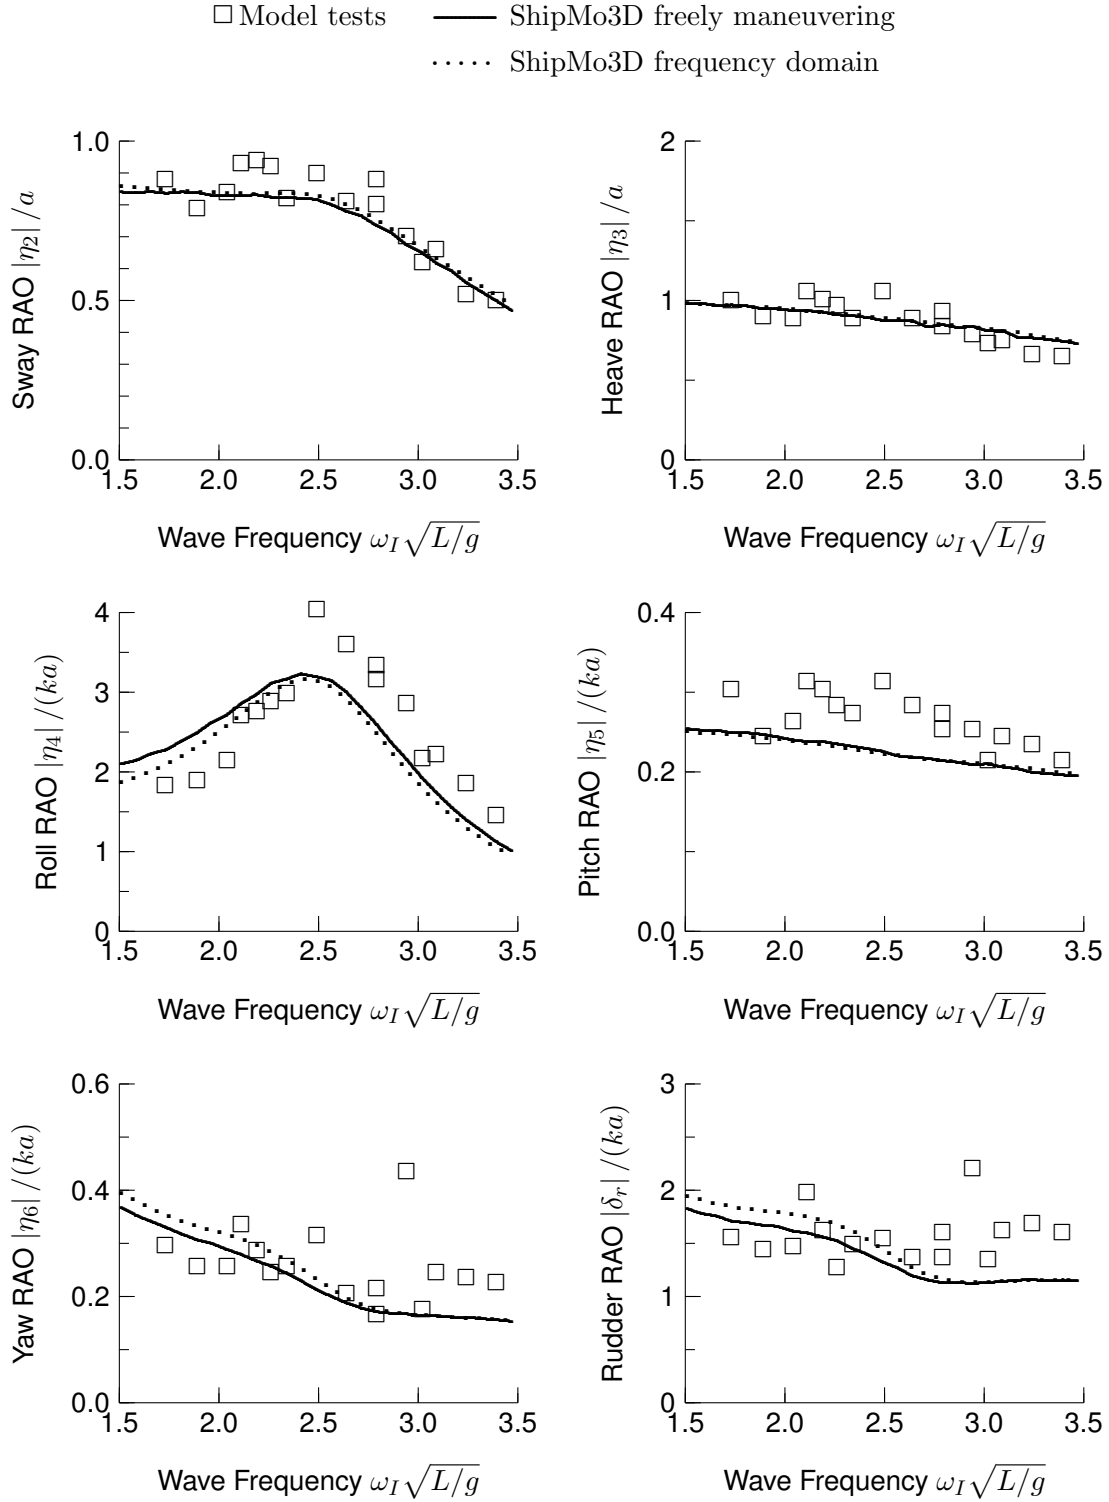 □ Model tests — ShipMo3D freely maneuvering
····· ShipMo3D frequency domain
Sway RAO |η₂|/a
1.0
0.5
0.0
1.5 2.0 2.5 3.0 3.5
Wave Frequency ω_I√(L/g)
Heave RAO |η₃|/a
2
1
0
1.5 2.0 2.5 3.0 3.5
Wave Frequency ω_I√(L/g)
Roll RAO |η₄|/(ka)
4
3
2
1
0
1.5 2.0 2.5 3.0 3.5
Wave Frequency ω_I√(L/g)
Pitch RAO |η₅|/(ka)
0.4
0.2
0.0
1.5 2.0 2.5 3.0 3.5
Wave Frequency ω_I√(L/g)
Yaw RAO |η₆|/(ka)
0.6
0.4
0.2
0.0
1.5 2.0 2.5 3.0 3.5
Wave Frequency ω_I√(L/g)
Rudder RAO |δ_r|/(ka)
3
2
1
0
1.5 2.0 2.5 3.0 3.5
Wave Frequency ω_I√(L/g)